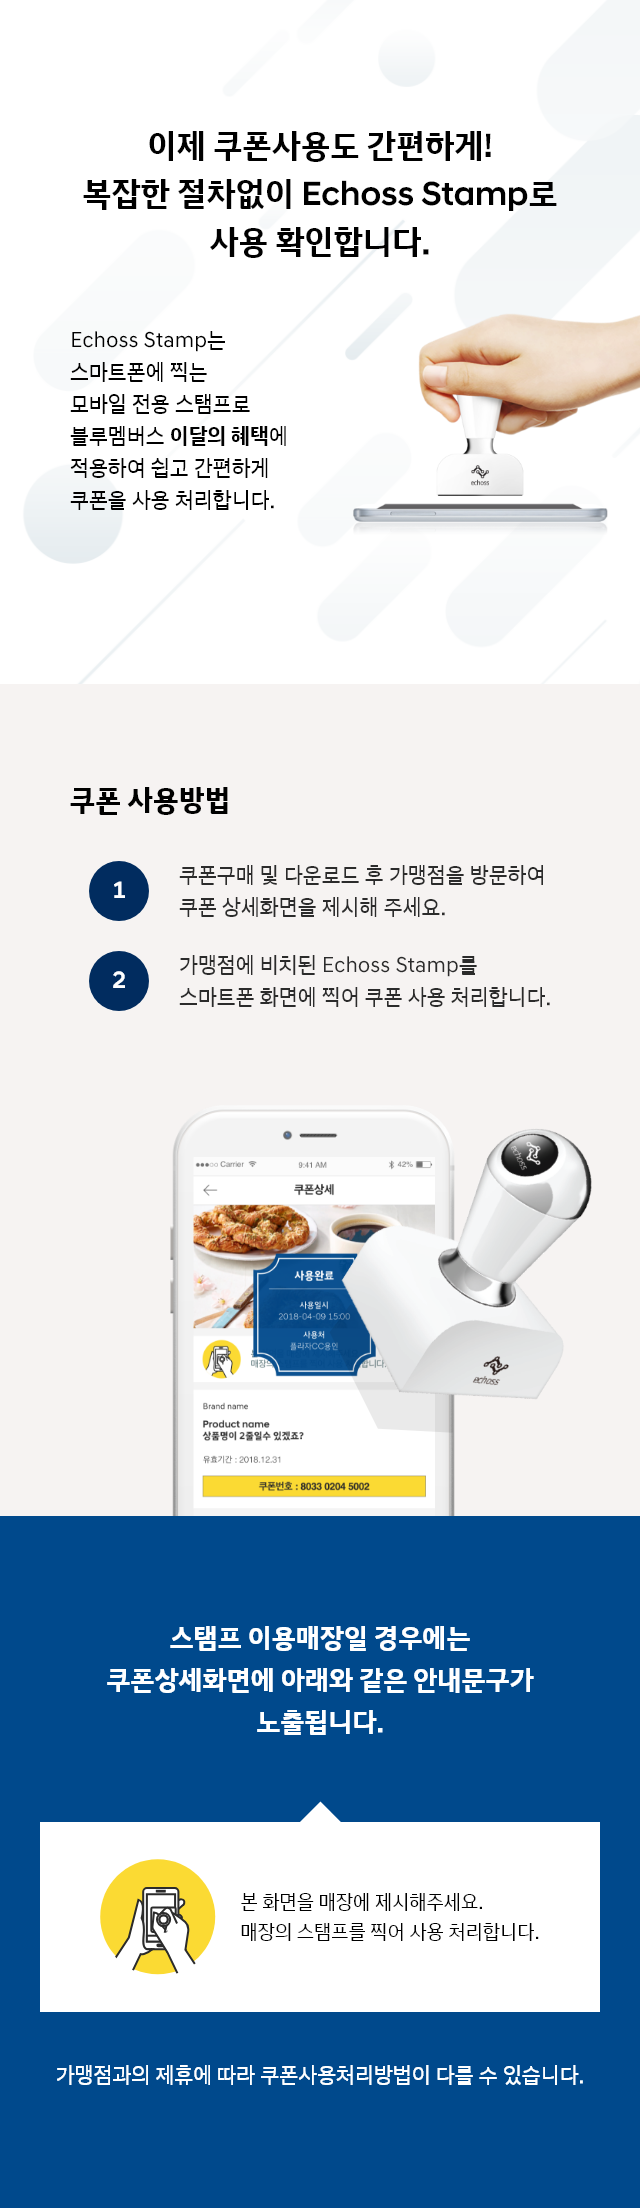 이제 쿠폰사용도 간편하게!
복잡한 절차없이 Echoss Stamp로
사용 확인합니다.
Echoss Stamp는
스마트폰에 찍는
모바일 전용 스탬프로
블루멤버스 이달의 혜택에
적용하여 쉽고 간편하게
쿠폰을 사용 처리합니다.
echoss
쿠폰 사용방법
1
쿠폰구매 및 다운로드 후 가맹점을 방문하여
쿠폰 상세화면을 제시해 주세요.
2
가맹점에 비치된 Echoss Stamp를
스마트폰 화면에 찍어 쿠폰 사용 처리합니다.
echoss
Carrier 9:41 AM 42%
쿠폰상세
사용완료
사용일시
2018-04-09 15:00
사용처
플라자CC용인
매장의
합니다.
echoss
Brand name
Product name
상품명이 2줄일수 있겠죠?
유효기간 : 2018.12.31
쿠폰번호 : 8033 0204 5002
스탬프 이용매장일 경우에는
쿠폰상세화면에 아래와 같은 안내문구가
노출됩니다.
본 화면을 매장에 제시해주세요.
매장의 스탬프를 찍어 사용 처리합니다.
가맹점과의 제휴에 따라 쿠폰사용처리방법이 다를 수 있습니다.